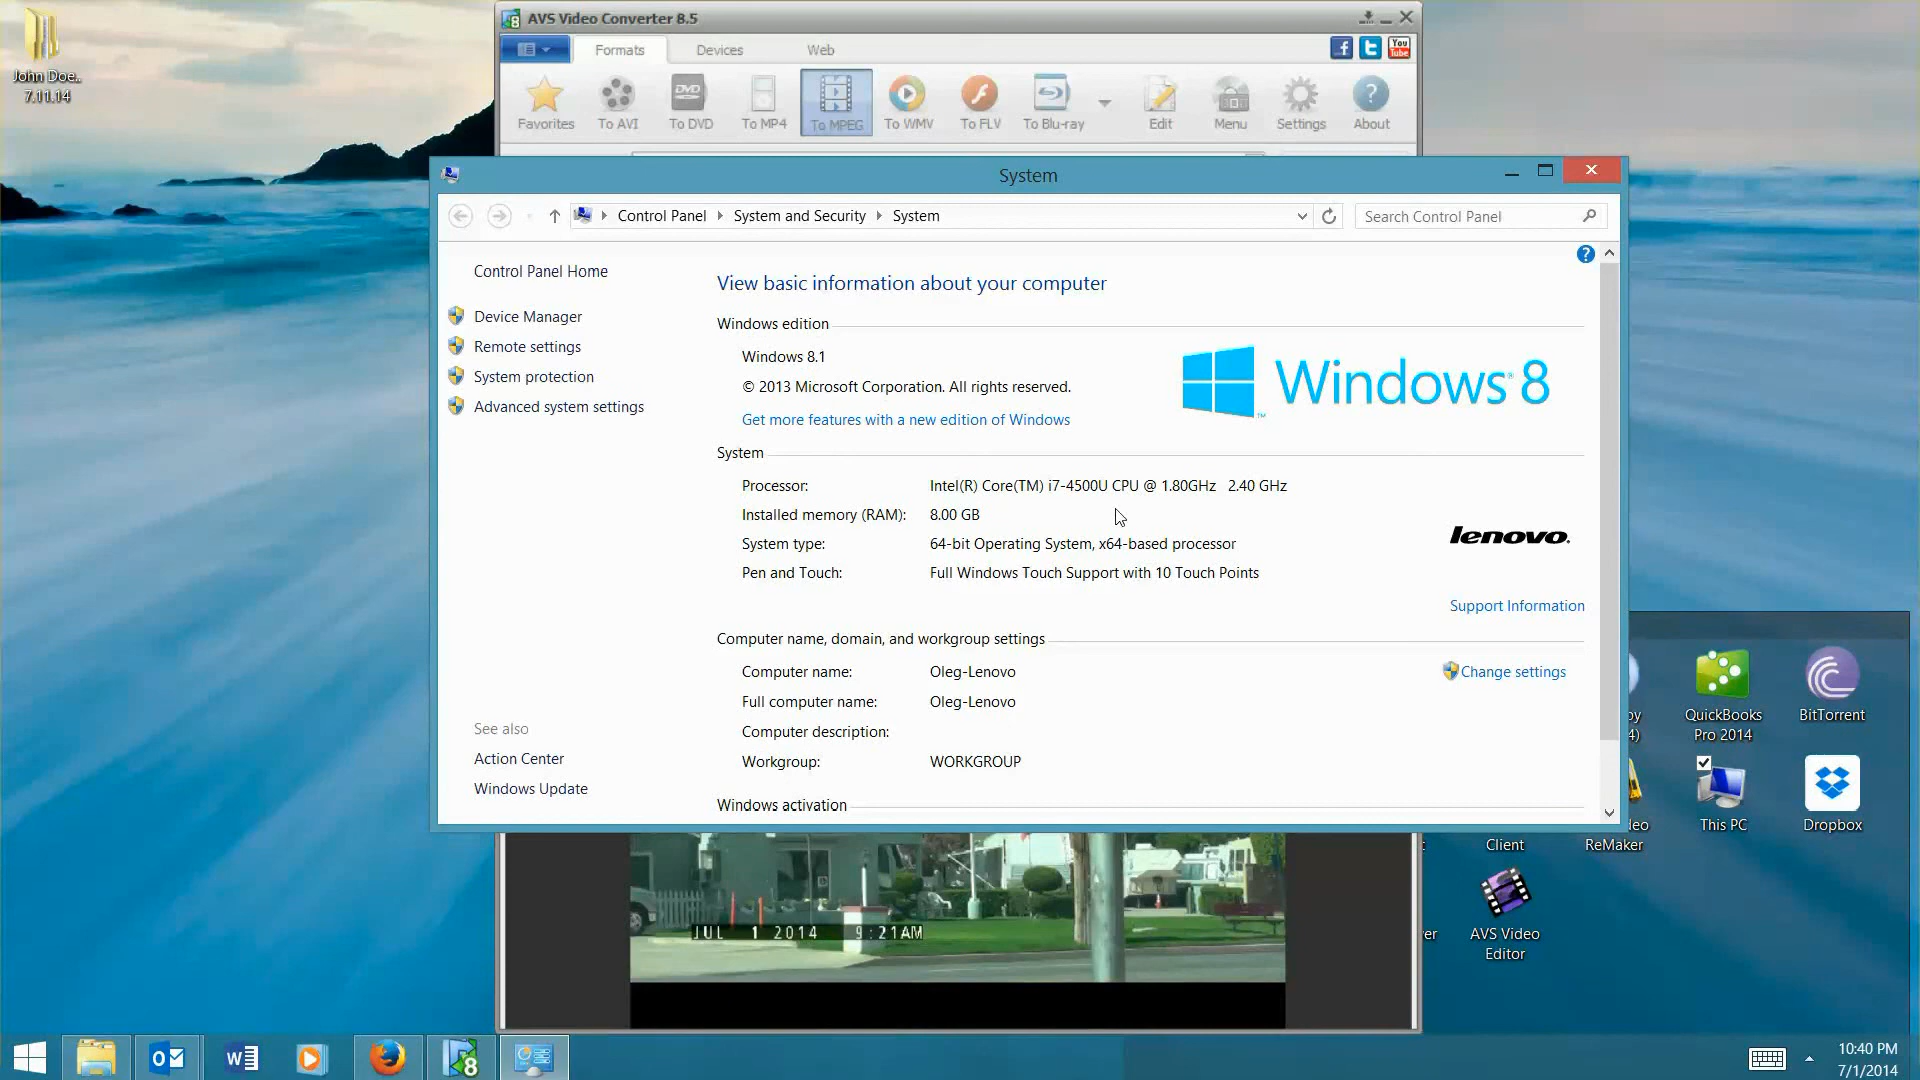 John Doe..
7.11.14
AVS Video Converter 8.5
Formats
Devices
Web
You
Tube
Favorites
To AVI
DVD
To DVD
To MP4
To MPEG
To WMV
To FLV
To Blu-ray
Edit
Menu
Settings
About
System
Control Panel
System and Security
System
Search Control Panel
Control Panel Home
Device Manager
Remote settings
System protection
Advanced system settings
See also
Action Center
Windows Update
View basic information about your computer
Windows edition
Windows 8.1
© 2013 Microsoft Corporation. All rights reserved.
Get more features with a new edition of Windows
Windows® 8
System
Processor: Intel(R) Core(TM) i7-4500U CPU @ 1.80GHz 2.40 GHz
Installed memory (RAM): 8.00 GB
System type: 64-bit Operating System, x64-based processor
Pen and Touch: Full Windows Touch Support with 10 Touch Points
lenovo.
Support Information
Computer name, domain, and workgroup settings
Computer name: Oleg-Lenovo
Change settings
Full computer name: Oleg-Lenovo
Computer description:
Workgroup: WORKGROUP
Windows activation
JUL 1 2014 9:21AM
QuickBooks
Pro 2014
BitTorrent
This PC
Dropbox
Client
ReMaker
AVS Video
Editor
10:40 PM
7/1/2014